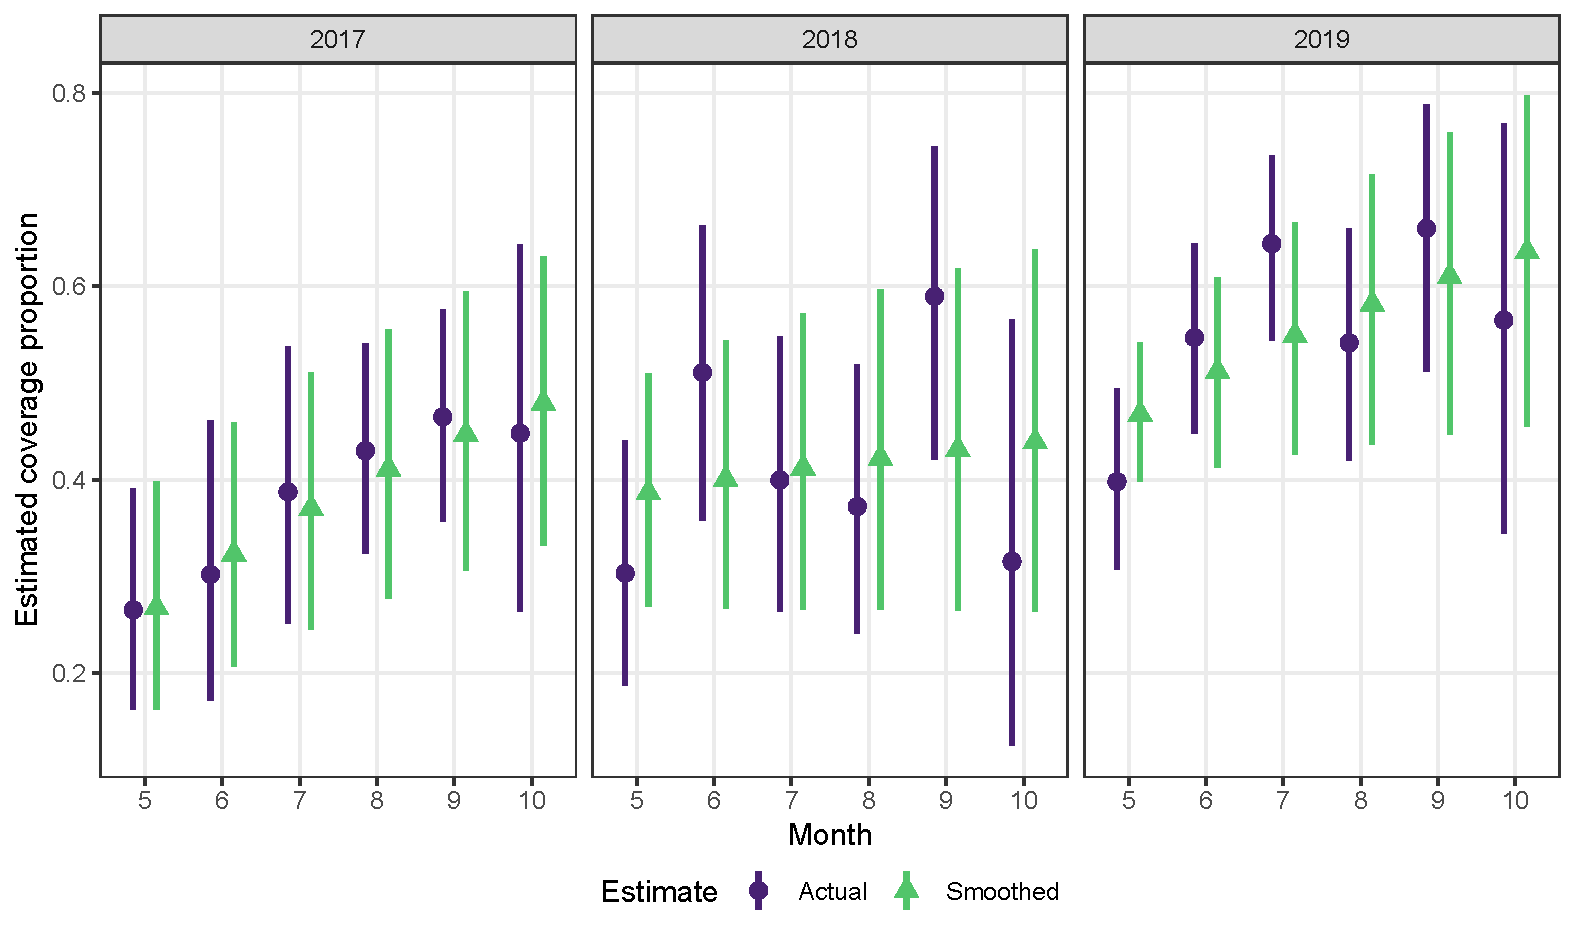 2017 2018 2019
Estimated coverage proportion
0.8
0.6
0.4
0.2
5 6 7 8 9 10 5 6 7 8 9 10 5 6 7 8 9 10
Month
Estimate Actual Smoothed